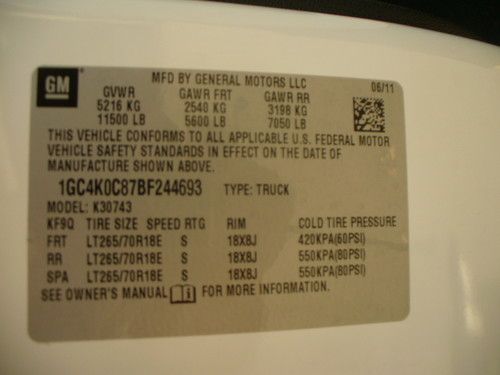 GM
MFD BY GENERAL MOTORS LLC
06/11
GVWR GAWR FRT GAWR RR
5216 KG 2540 KG 3198 KG
11500 LB 5600 LB 7050 LB
THIS VEHICLE CONFORMS TO ALL APPLICABLE U.S. FEDERAL MOTOR
VEHICLE SAFETY STANDARDS IN EFFECT ON THE DATE OF
MANUFACTURE SHOWN ABOVE.
1GC4K0C87BF244693 TYPE: TRUCK
MODEL: K30743
KF9Q TIRE SIZE SPEED RTG RIM COLD TIRE PRESSURE
FRT LT265/70R18E S 18X8J 420KPA(60PSI)
RR LT265/70R18E S 18X8J 550KPA(80PSI)
SPA LT265/70R18E S 18X8J 550KPA(80PSI)
SEE OWNER'S MANUAL FOR MORE INFORMATION.